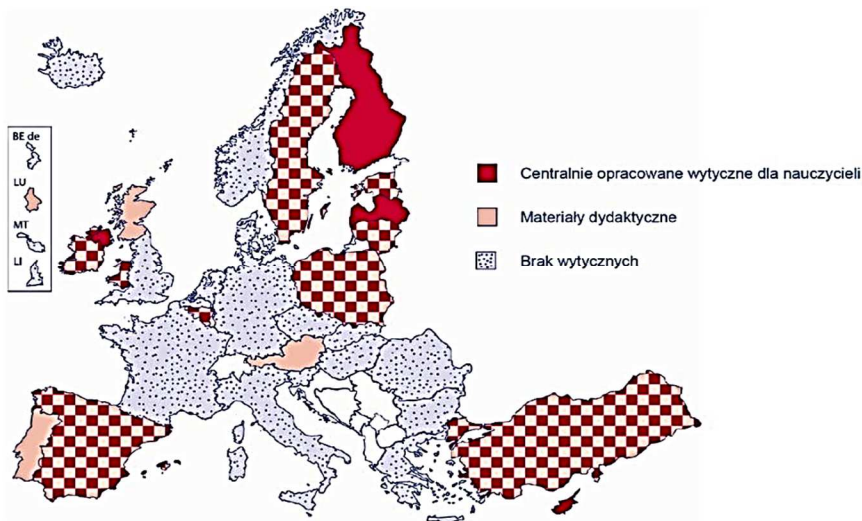 BE de
LU
MT
LI
Centralnie opracowane wytyczne dla nauczycieli
Materiały dydaktyczne
Brak wytycznych